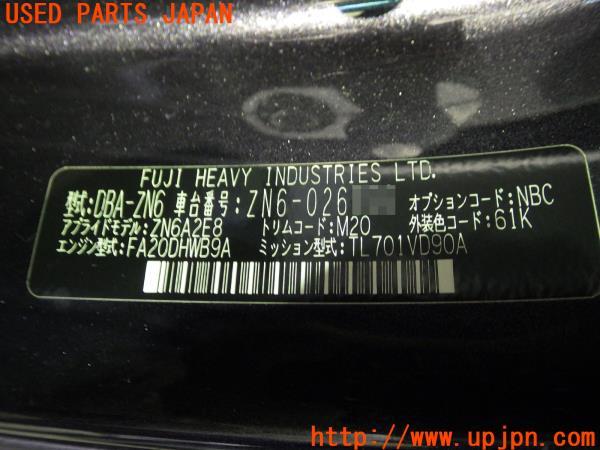 USED PARTS JAPAN
FUJI HEAVY INDUSTRIES LTD.
型式:DBA-ZN6 車台番号:ZN6-026 オプションコード:NBC
アプライドモデル:ZN6A2E8 トリムコード:M20 外装色コード:61K
エンジン型式:FA20DHWB9A ミッション型式:TL701VD90A
http://www.upjpn.com/